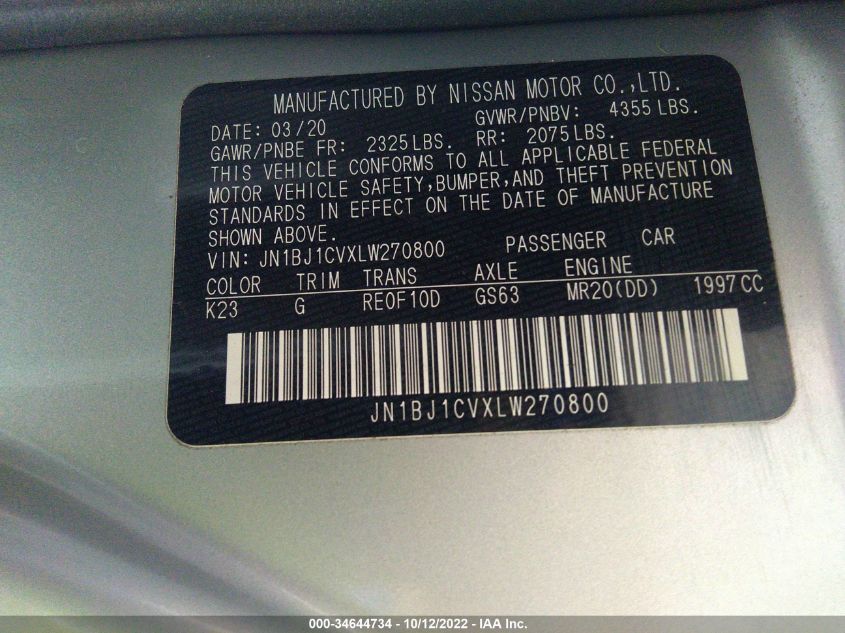 MANUFACTURED BY NISSAN MOTOR CO.,LTD.
DATE: 03/20 GVWR/PNBV: 4355 LBS.
GAWR/PNBE FR: 2325 LBS. RR: 2075 LBS.
THIS VEHICLE CONFORMS TO ALL APPLICABLE FEDERAL
MOTOR VEHICLE SAFETY,BUMPER,AND THEFT PREVENTION
STANDARDS IN EFFECT ON THE DATE OF MANUFACTURE
SHOWN ABOVE.
VIN: JN1BJ1CVXLW270800 PASSENGER CAR
COLOR TRIM TRANS AXLE ENGINE
K23 G RE0F10D GS63 MR20(DD) 1997 CC
JN1BJ1CVXLW270800
000-34644734 - 10/12/2022 - IAA Inc.